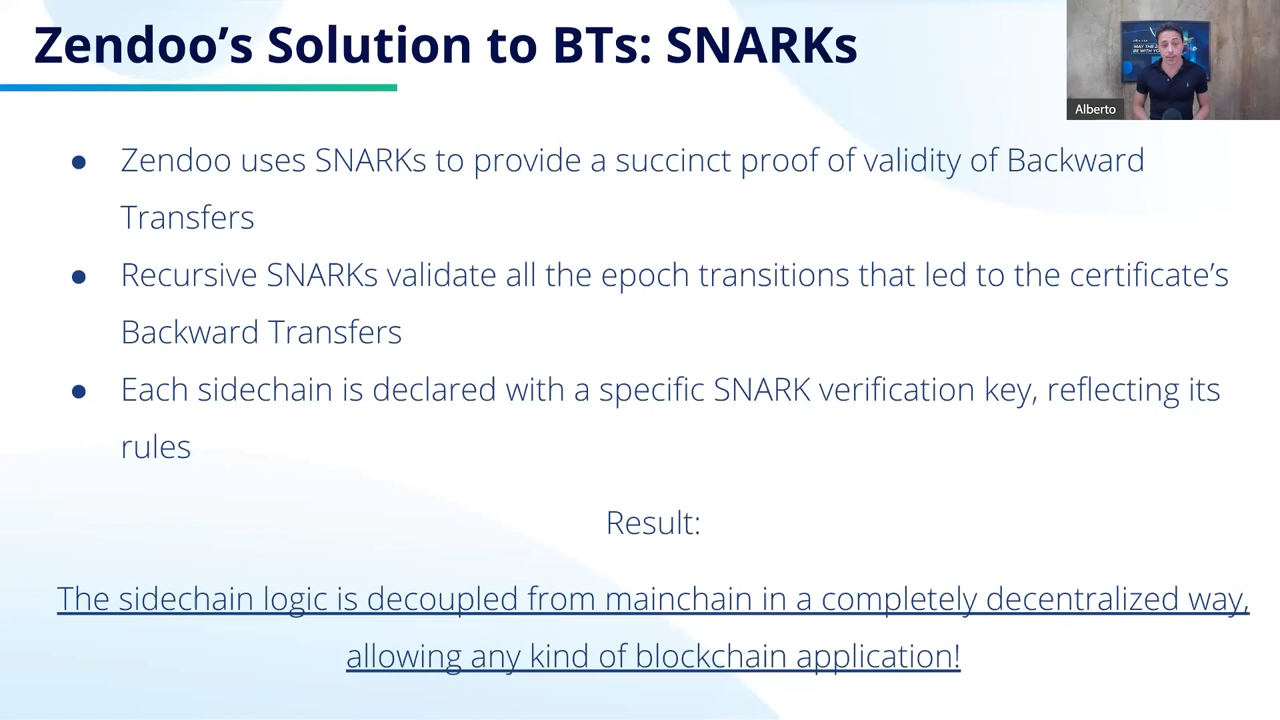 Zendoo's Solution to BTs: SNARKs
Alberto
● Zendoo uses SNARKs to provide a succinct proof of validity of Backward
Transfers
● Recursive SNARKs validate all the epoch transitions that led to the certificate's
Backward Transfers
● Each sidechain is declared with a specific SNARK verification key, reflecting its
rules
Result:
The sidechain logic is decoupled from mainchain in a completely decentralized way,
allowing any kind of blockchain application!